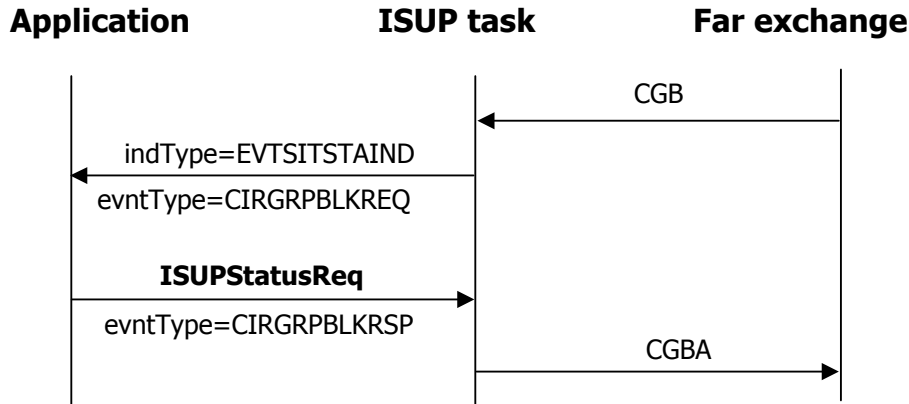 Application ISUP task Far exchange
CGB
indType=EVTSITSTAIND
evntType=CIRGRPBLKREQ
ISUPStatusReq
evntType=CIRGRPBLKRSP
CGBA